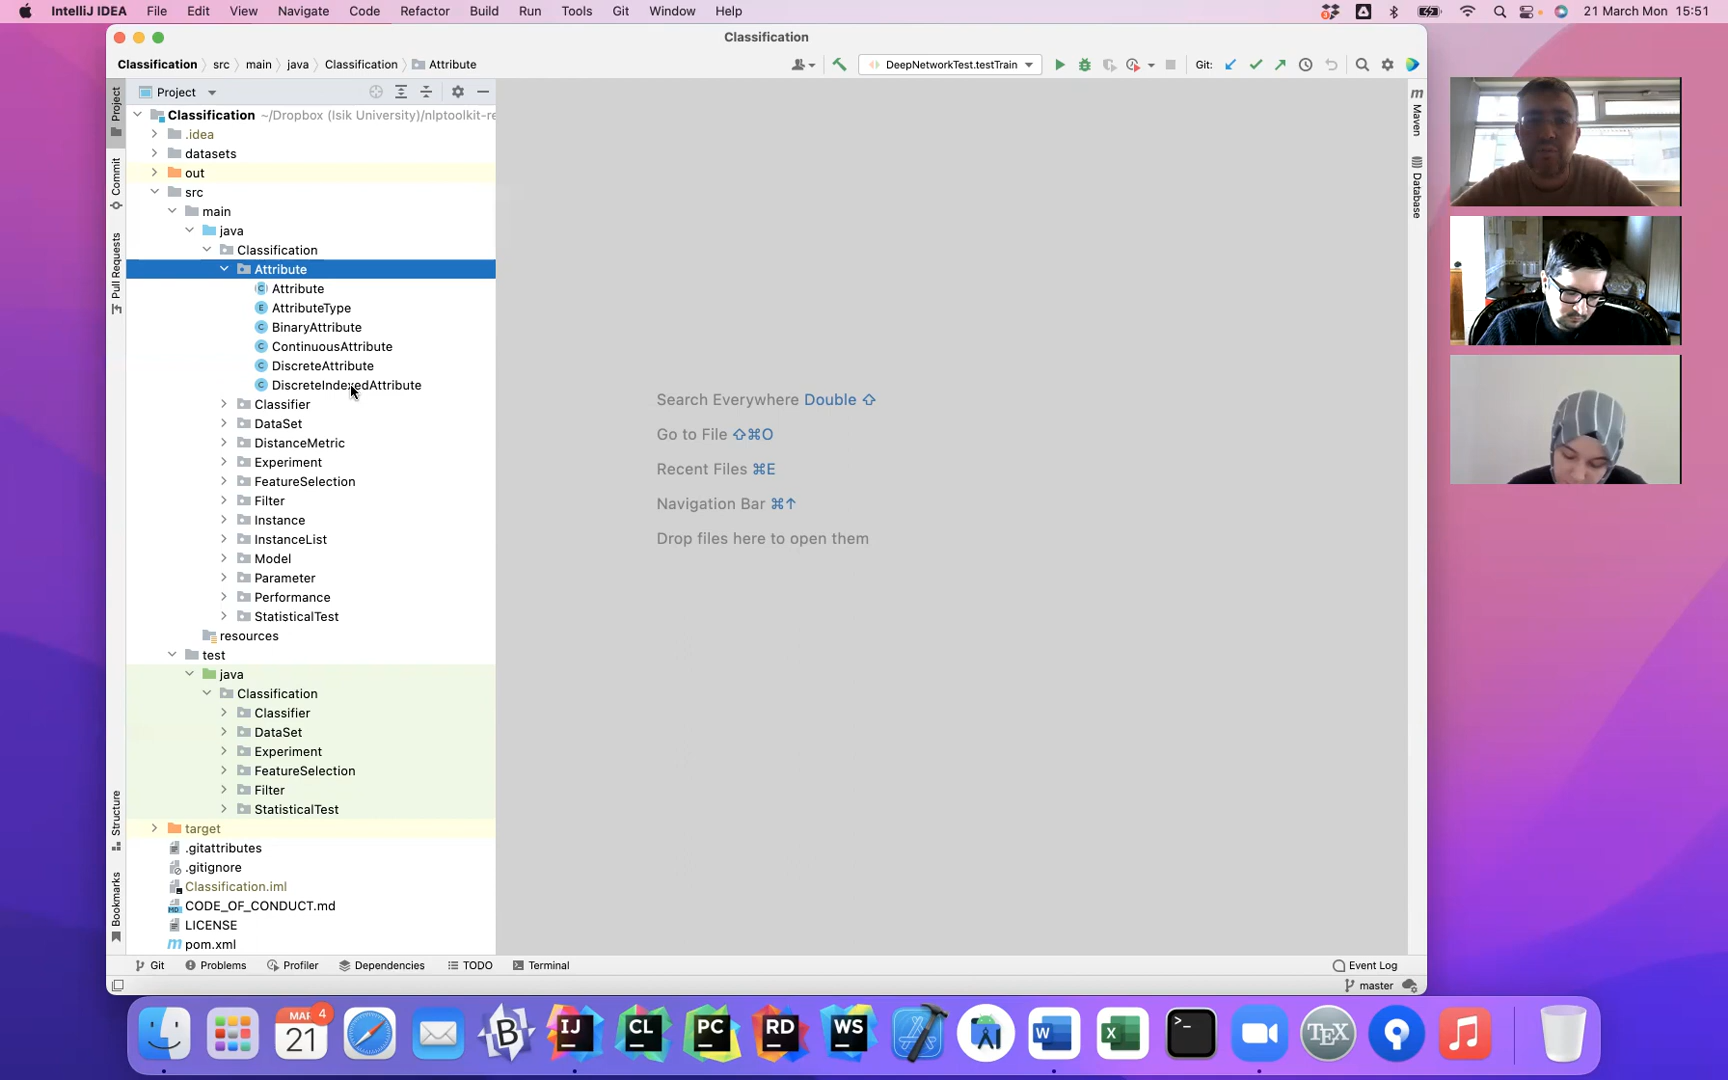 IntelliJ IDEA File Edit View Navigate Code Refactor Build Run Tools Git Window Help 21 March Mon 15:51
Classification
Classification src main java Classification Attribute DeepNetworkTest.testTrain Git:
Project
Classification ~/Dropbox (Isik University)/nlptoolkit-re
.idea
datasets
out
src
main
java
Classification
Attribute
Attribute
AttributeType
BinaryAttribute
ContinuousAttribute
DiscreteAttribute
DiscreteIndexedAttribute
Classifier
DataSet
DistanceMetric
Experiment
FeatureSelection
Filter
Instance
InstanceList
Model
Parameter
Performance
StatisticalTest
resources
test
java
Classification
Classifier
DataSet
Experiment
FeatureSelection
Filter
StatisticalTest
target
.gitattributes
.gitignore
Classification.iml
CODE_OF_CONDUCT.md
LICENSE
pom.xml
Project
Commit
Pull Requests
Structure
Bookmarks
Search Everywhere Double ⇧
Go to File ⇧⌘O
Recent Files ⌘E
Navigation Bar ⌘↑
Drop files here to open them
Maven
Database
Git Problems Profiler Dependencies TODO Terminal Event Log
master
MAR 4
21
IJ
CL
PC
RD
WS
W
X
>_
TEX